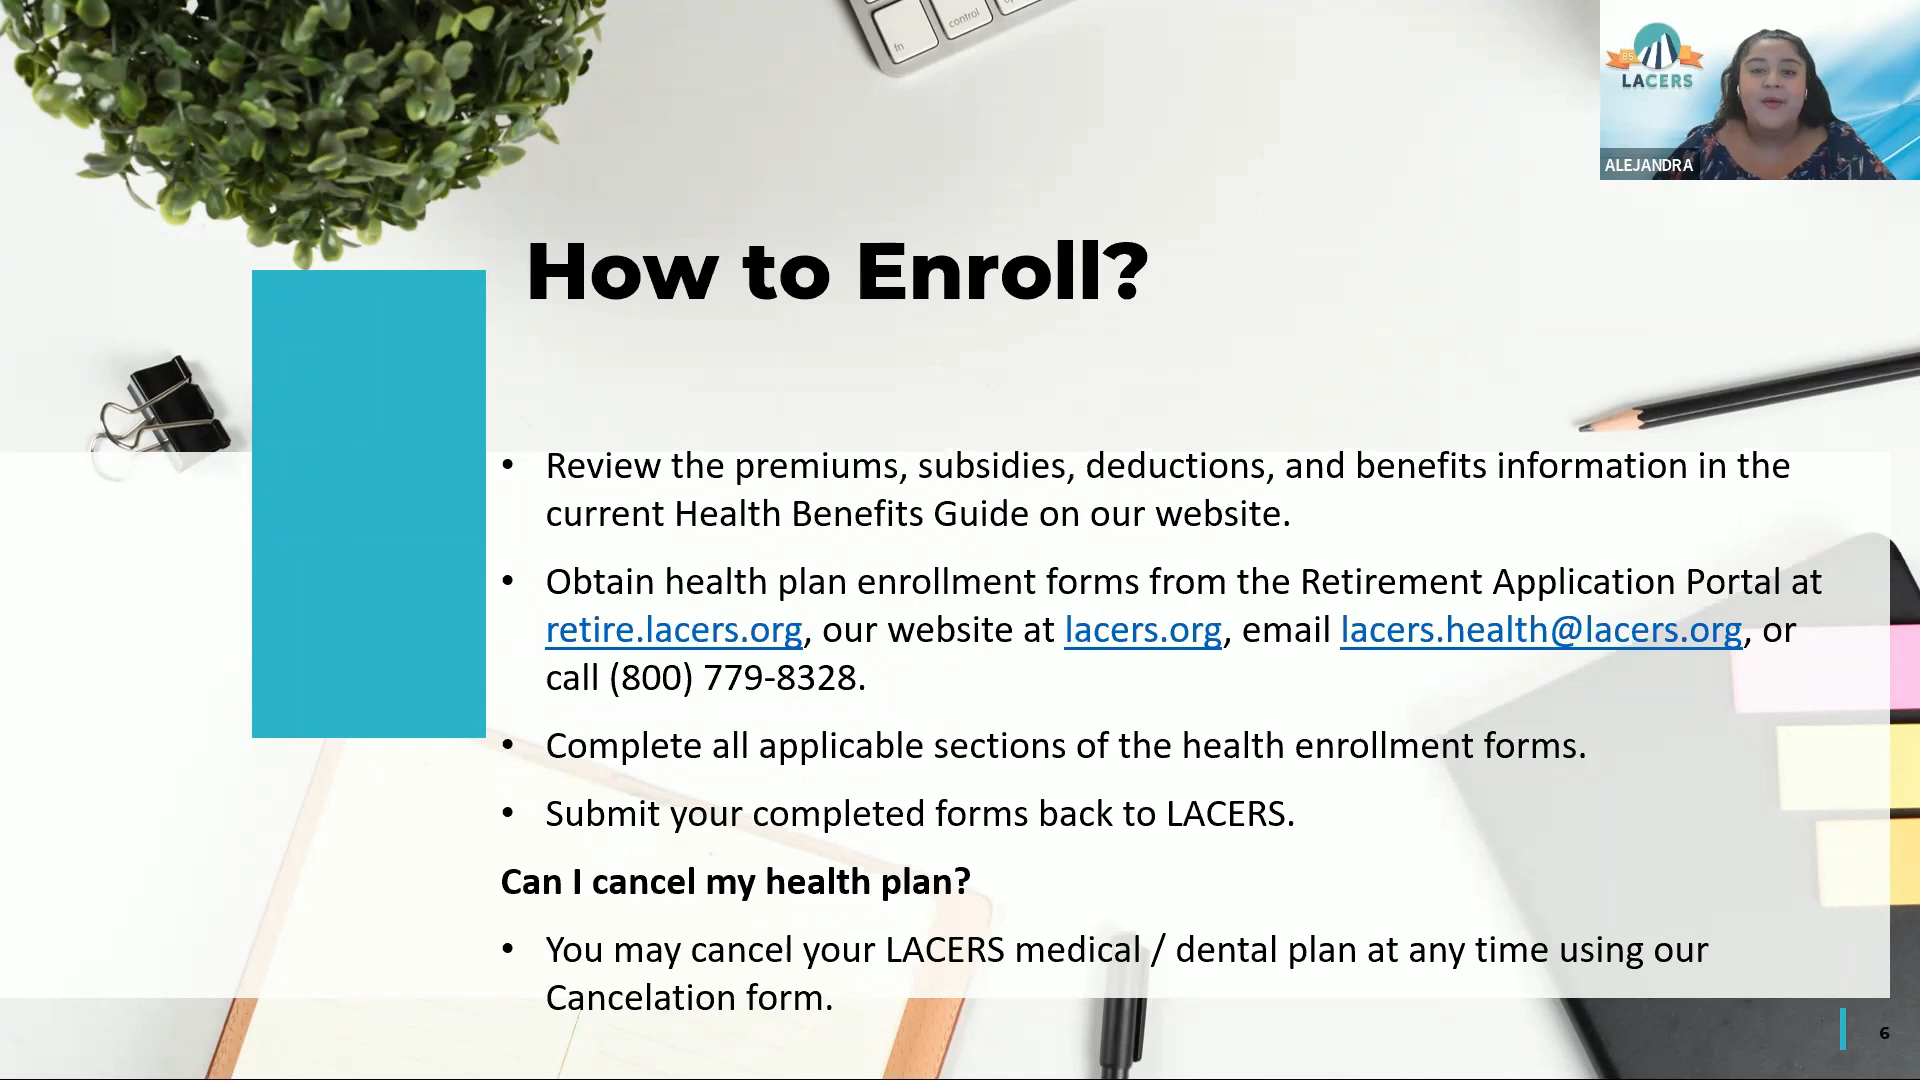 fn
control
85
LACERS
ALEJANDRA
How to Enroll?
• Review the premiums, subsidies, deductions, and benefits information in the
current Health Benefits Guide on our website.
• Obtain health plan enrollment forms from the Retirement Application Portal at
retire.lacers.org, our website at lacers.org, email lacers.health@lacers.org, or
call (800) 779-8328.
• Complete all applicable sections of the health enrollment forms.
• Submit your completed forms back to LACERS.
Can I cancel my health plan?
• You may cancel your LACERS medical / dental plan at any time using our
Cancelation form.
6